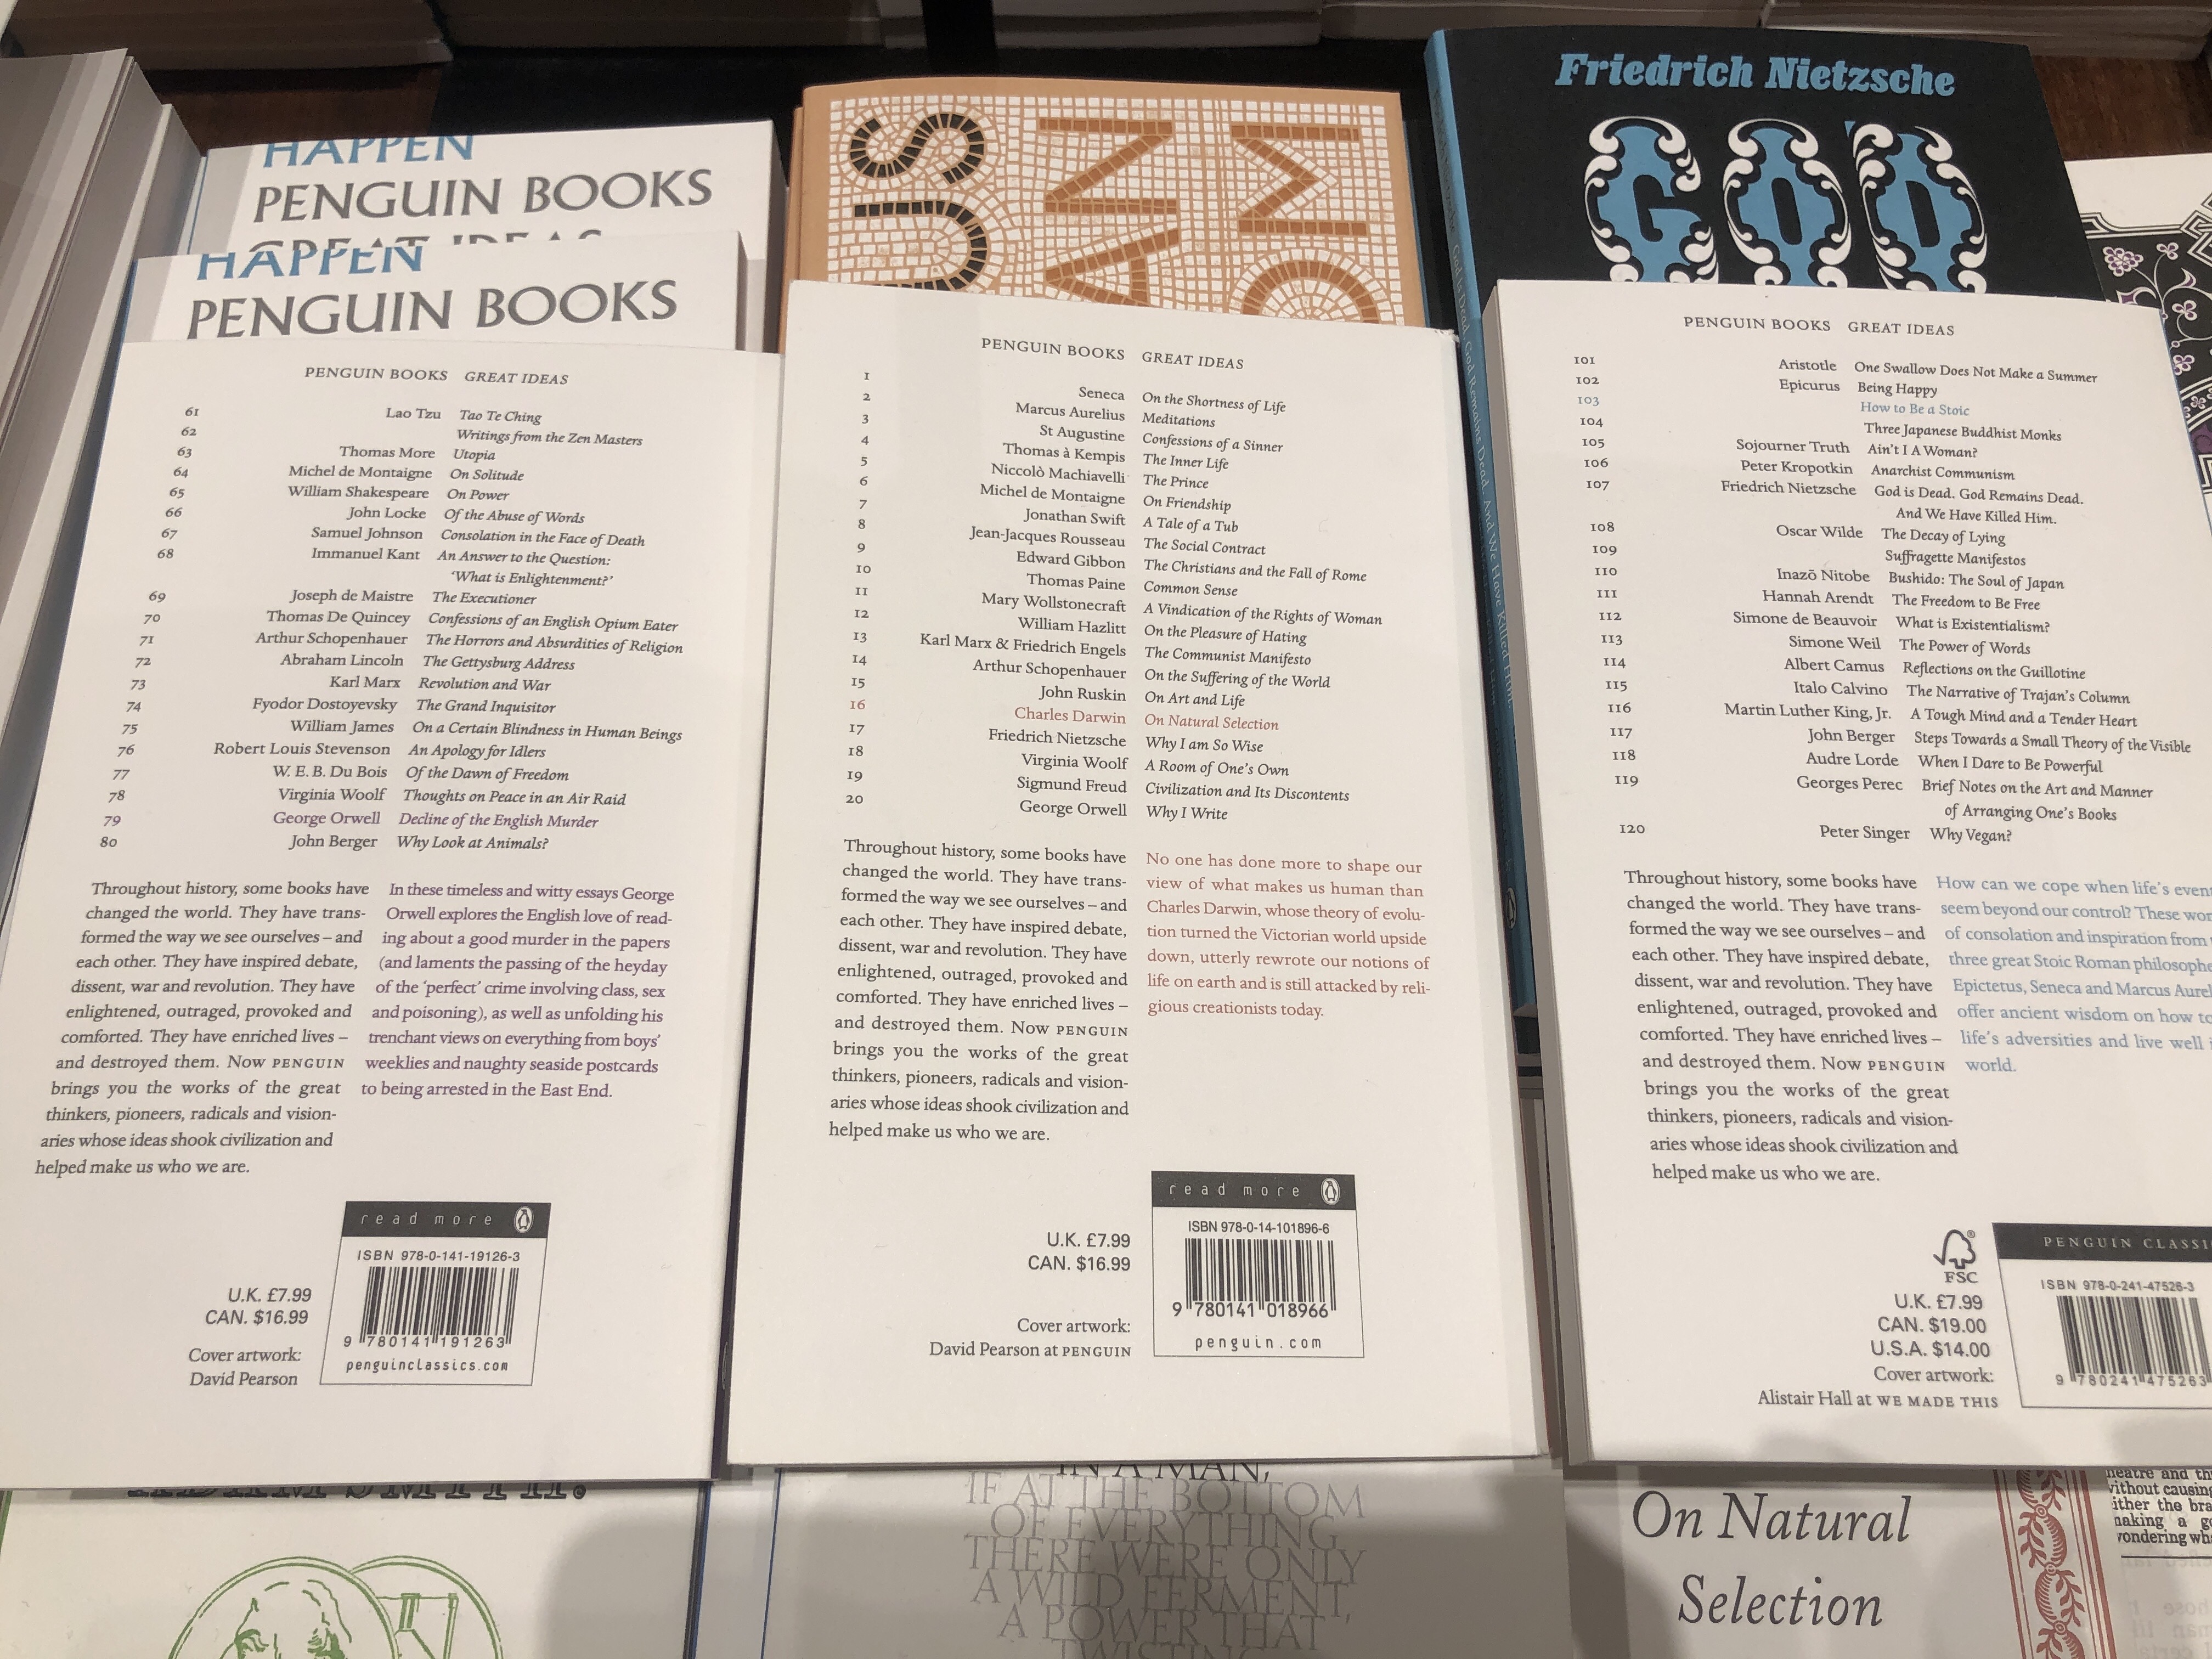 HAPPEN
PENGUIN BOOKS
GREAT IDEAS
HAPPEN
PENGUIN BOOKS
Friedrich Nietzsche
GOD
God is Dead. God Remains Dead. And We Have Killed Him.
PENGUIN BOOKS GREAT IDEAS
61 Lao Tzu Tao Te Ching
62 Writings from the Zen Masters
63 Thomas More Utopia
64 Michel de Montaigne On Solitude
65 William Shakespeare On Power
66 John Locke Of the Abuse of Words
67 Samuel Johnson Consolation in the Face of Death
68 Immanuel Kant An Answer to the Question:
‘What is Enlightenment?’
69 Joseph de Maistre The Executioner
70 Thomas De Quincey Confessions of an English Opium Eater
71 Arthur Schopenhauer The Horrors and Absurdities of Religion
72 Abraham Lincoln The Gettysburg Address
73 Karl Marx Revolution and War
74 Fyodor Dostoyevsky The Grand Inquisitor
75 William James On a Certain Blindness in Human Beings
76 Robert Louis Stevenson An Apology for Idlers
77 W. E. B. Du Bois Of the Dawn of Freedom
78 Virginia Woolf Thoughts on Peace in an Air Raid
79 George Orwell Decline of the English Murder
80 John Berger Why Look at Animals?
Throughout history, some books have
changed the world. They have trans-
formed the way we see ourselves – and
each other. They have inspired debate,
dissent, war and revolution. They have
enlightened, outraged, provoked and
comforted. They have enriched lives –
and destroyed them. Now PENGUIN
brings you the works of the great
thinkers, pioneers, radicals and vision-
aries whose ideas shook civilization and
helped make us who we are.
In these timeless and witty essays George
Orwell explores the English love of read-
ing about a good murder in the papers
(and laments the passing of the heyday
of the ‘perfect’ crime involving class, sex
and poisoning), as well as unfolding his
trenchant views on everything from boys’
weeklies and naughty seaside postcards
to being arrested in the East End.
read more
ISBN 978-0-141-19126-3
U.K. £7.99
CAN. $16.99
9 780141 191263
penguinclassics.com
Cover artwork:
David Pearson
PENGUIN BOOKS GREAT IDEAS
1 Seneca On the Shortness of Life
2 Marcus Aurelius Meditations
3 St Augustine Confessions of a Sinner
4 Thomas à Kempis The Inner Life
5 Niccolò Machiavelli The Prince
6 Michel de Montaigne On Friendship
7 Jonathan Swift A Tale of a Tub
8 Jean-Jacques Rousseau The Social Contract
9 Edward Gibbon The Christians and the Fall of Rome
10 Thomas Paine Common Sense
11 Mary Wollstonecraft A Vindication of the Rights of Woman
12 William Hazlitt On the Pleasure of Hating
13 Karl Marx & Friedrich Engels The Communist Manifesto
14 Arthur Schopenhauer On the Suffering of the World
15 John Ruskin On Art and Life
16 Charles Darwin On Natural Selection
17 Friedrich Nietzsche Why I am So Wise
18 Virginia Woolf A Room of One's Own
19 Sigmund Freud Civilization and Its Discontents
20 George Orwell Why I Write
Throughout history, some books have
changed the world. They have trans-
formed the way we see ourselves – and
each other. They have inspired debate,
dissent, war and revolution. They have
enlightened, outraged, provoked and
comforted. They have enriched lives –
and destroyed them. Now PENGUIN
brings you the works of the great
thinkers, pioneers, radicals and vision-
aries whose ideas shook civilization and
helped make us who we are.
No one has done more to shape our
view of what makes us human than
Charles Darwin, whose theory of evolu-
tion turned the Victorian world upside
down, utterly rewrote our notions of
life on earth and is still attacked by reli-
gious creationists today.
read more
ISBN 978-0-14-101896-6
U.K. £7.99
CAN. $16.99
9 780141 018966
penguin.com
Cover artwork:
David Pearson at PENGUIN
PENGUIN BOOKS GREAT IDEAS
101 Aristotle One Swallow Does Not Make a Summer
102 Epicurus Being Happy
103 How to Be a Stoic
104 Three Japanese Buddhist Monks
105 Sojourner Truth Ain't I A Woman?
106 Peter Kropotkin Anarchist Communism
107 Friedrich Nietzsche God is Dead. God Remains Dead.
And We Have Killed Him.
108 Oscar Wilde The Decay of Lying
109 Suffragette Manifestos
110 Inazō Nitobe Bushido: The Soul of Japan
111 Hannah Arendt The Freedom to Be Free
112 Simone de Beauvoir What is Existentialism?
113 Simone Weil The Power of Words
114 Albert Camus Reflections on the Guillotine
115 Italo Calvino The Narrative of Trajan's Column
116 Martin Luther King, Jr. A Tough Mind and a Tender Heart
117 John Berger Steps Towards a Small Theory of the Visible
118 Audre Lorde When I Dare to Be Powerful
119 Georges Perec Brief Notes on the Art and Manner
of Arranging One's Books
120 Peter Singer Why Vegan?
Throughout history, some books have
changed the world. They have trans-
formed the way we see ourselves – and
each other. They have inspired debate,
dissent, war and revolution. They have
enlightened, outraged, provoked and
comforted. They have enriched lives –
and destroyed them. Now PENGUIN
brings you the works of the great
thinkers, pioneers, radicals and vision-
aries whose ideas shook civilization and
helped make us who we are.
How can we cope when life's even
seem beyond our control? These wor
of consolation and inspiration from
three great Stoic Roman philosophe
Epictetus, Seneca and Marcus Aurel
offer ancient wisdom on how to
life's adversities and live well
world.
FSC
PENGUIN CLASSI
ISBN 978-0-241-47526-3
U.K. £7.99
CAN. $19.00
U.S.A. $14.00
9 780241 475263
Cover artwork:
Alistair Hall at WE MADE THIS
IN A MAN,
IF AT THE BOTTOM
OF EVERYTHING
THERE WERE ONLY
A WILD FERMENT,
A POWER THAT
TWISTING
On Natural
Selection
neatre and th
without causing
ither the bra
naking a g
wondering wh